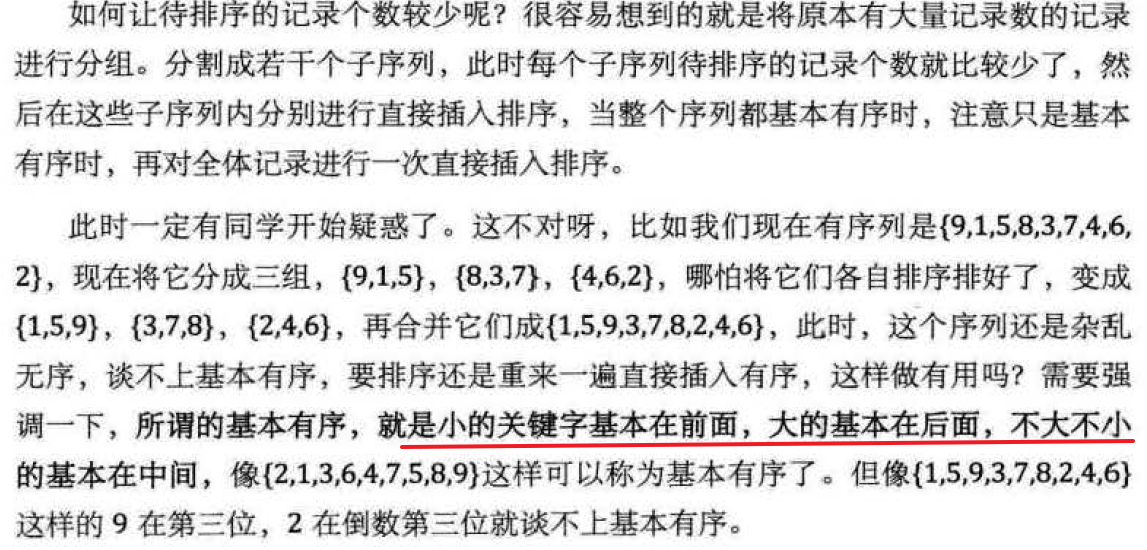 如何让待排序的记录个数较少呢？很容易想到的就是将原本有大量记录数的记录
进行分组。分割成若干个子序列，此时每个子序列待排序的记录个数就比较少了，然
后在这些子序列内分别进行直接插入排序，当整个序列都基本有序时，注意只是基本
有序时，再对全体记录进行一次直接插入排序。
此时一定有同学开始疑惑了。这不对呀，比如我们现在有序列是{9,1,5,8,3,7,4,6,
2}，现在将它分成三组，{9,1,5}，{8,3,7}，{4,6,2}，哪怕将它们各自排序排好了，变成
{1,5,9}，{3,7,8}，{2,4,6}，再合并它们成{1,5,9,3,7,8,2,4,6}，此时，这个序列还是杂乱
无序，谈不上基本有序，要排序还是重来一遍直接插入有序，这样做有用吗？需要强
调一下，所谓的基本有序，就是小的关键字基本在前面，大的基本在后面，不大不小
的基本在中间，像{2,1,3,6,4,7,5,8,9}这样可以称为基本有序了。但像{1,5,9,3,7,8,2,4,6}
这样的 9 在第三位，2 在倒数第三位就谈不上基本有序。